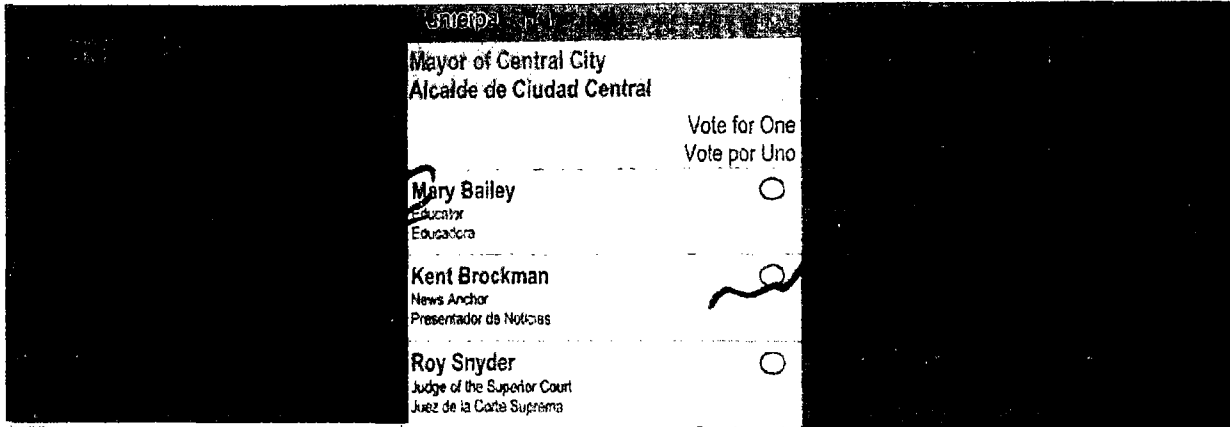 Mayor of Central City
Alcalde de Ciudad Central
Vote for One
Vote por Uno
Mary Bailey
Educator
Educadora
Kent Brockman
News Anchor
Presentador de Noticias
Roy Snyder
Judge of the Superior Court
Juez de la Corte Suprema